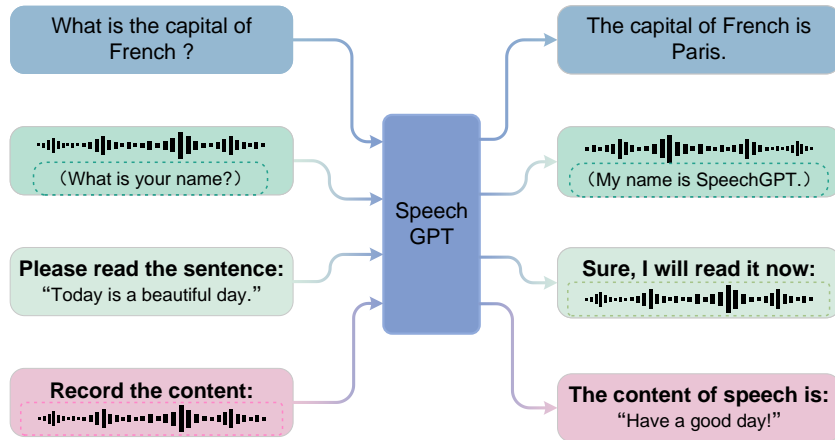 What is the capital of
French ?
The capital of French is
Paris.
(What is your name?)
(My name is SpeechGPT.)
Speech
GPT
Please read the sentence:
“Today is a beautiful day.”
Sure, I will read it now:
Record the content:
The content of speech is:
“Have a good day!”